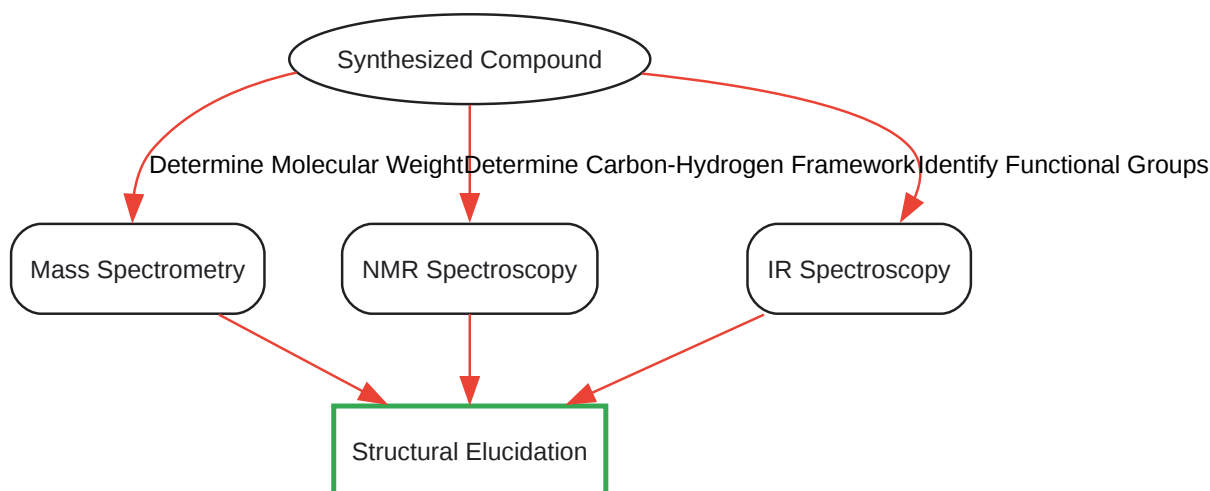 Synthesized Compound
Determine Molecular Weight
Determine Carbon-Hydrogen Framework
Identify Functional Groups
Mass Spectrometry
NMR Spectroscopy
IR Spectroscopy
Structural Elucidation